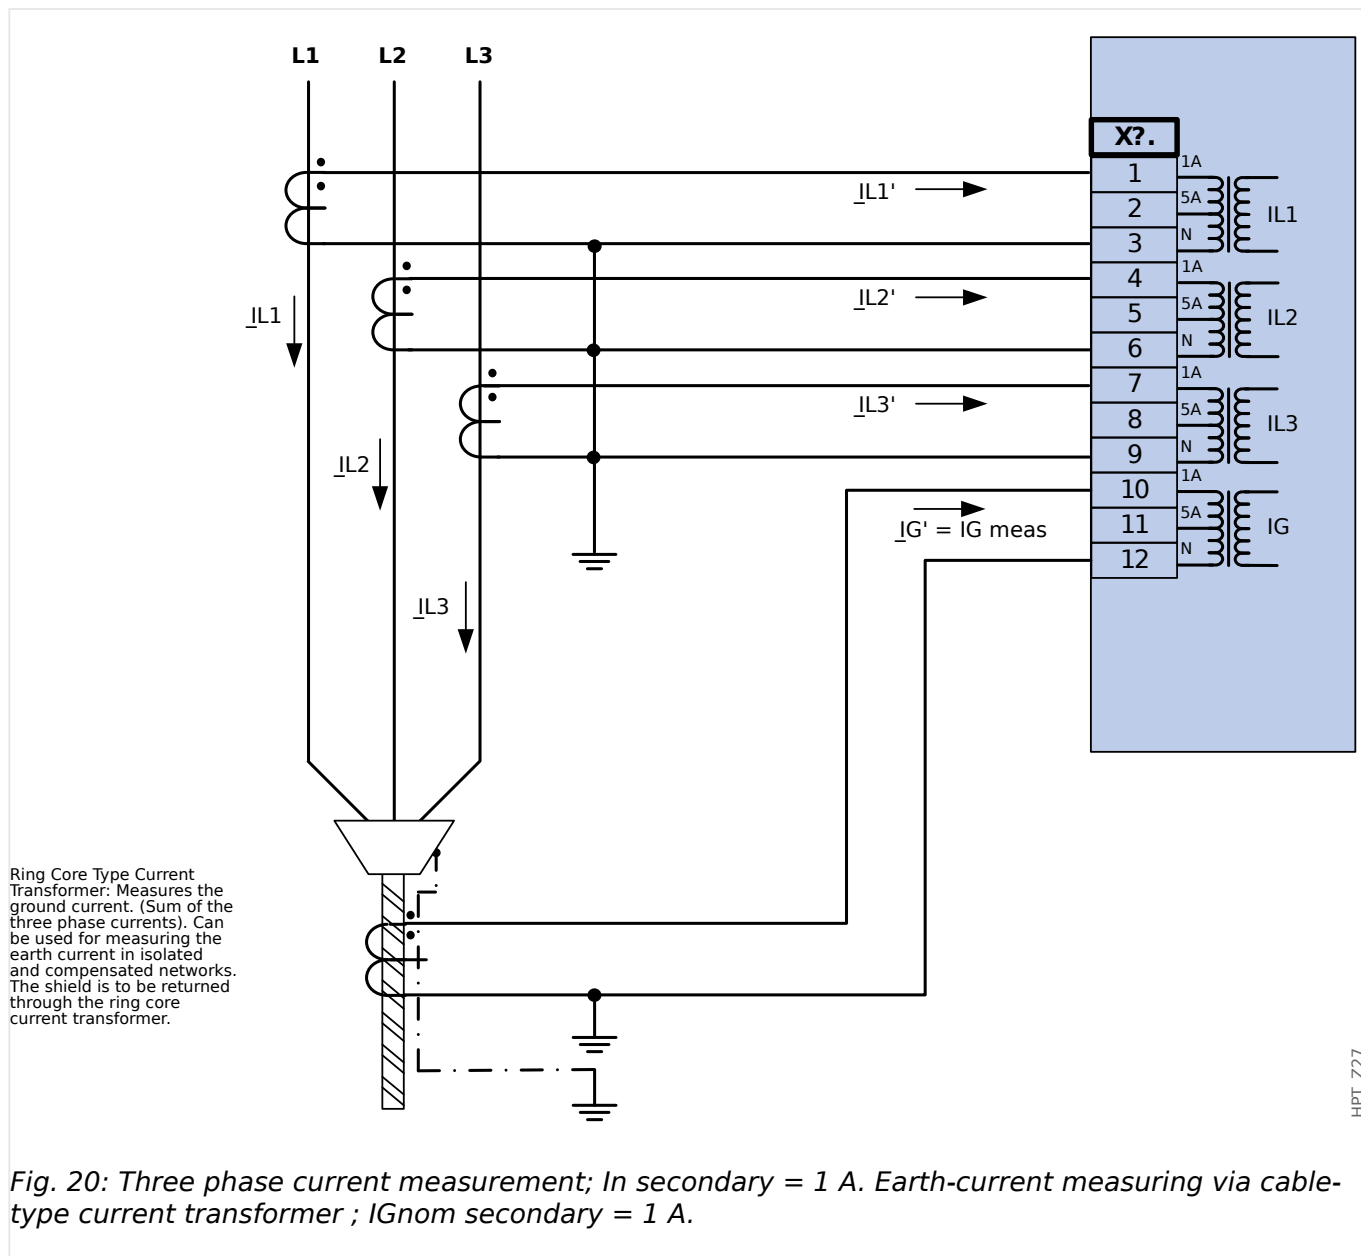 L1 L2 L3
X?.
1 1A
IL1'
2 5A IL1
3 N
4 1A
IL2'
5 5A IL2
IL1
6 N
7 1A
IL3'
8 5A IL3
9 N
IL2
10 1A
11 5A IG
IG' = IG meas
12 N
IL3
Ring Core Type Current
Transformer: Measures the
ground current. (Sum of the
three phase currents). Can
be used for measuring the
earth current in isolated
and compensated networks.
The shield is to be returned
through the ring core
current transformer.
HPT_Z27
Fig. 20: Three phase current measurement; In secondary = 1 A. Earth-current measuring via cable-
type current transformer ; IGnom secondary = 1 A.